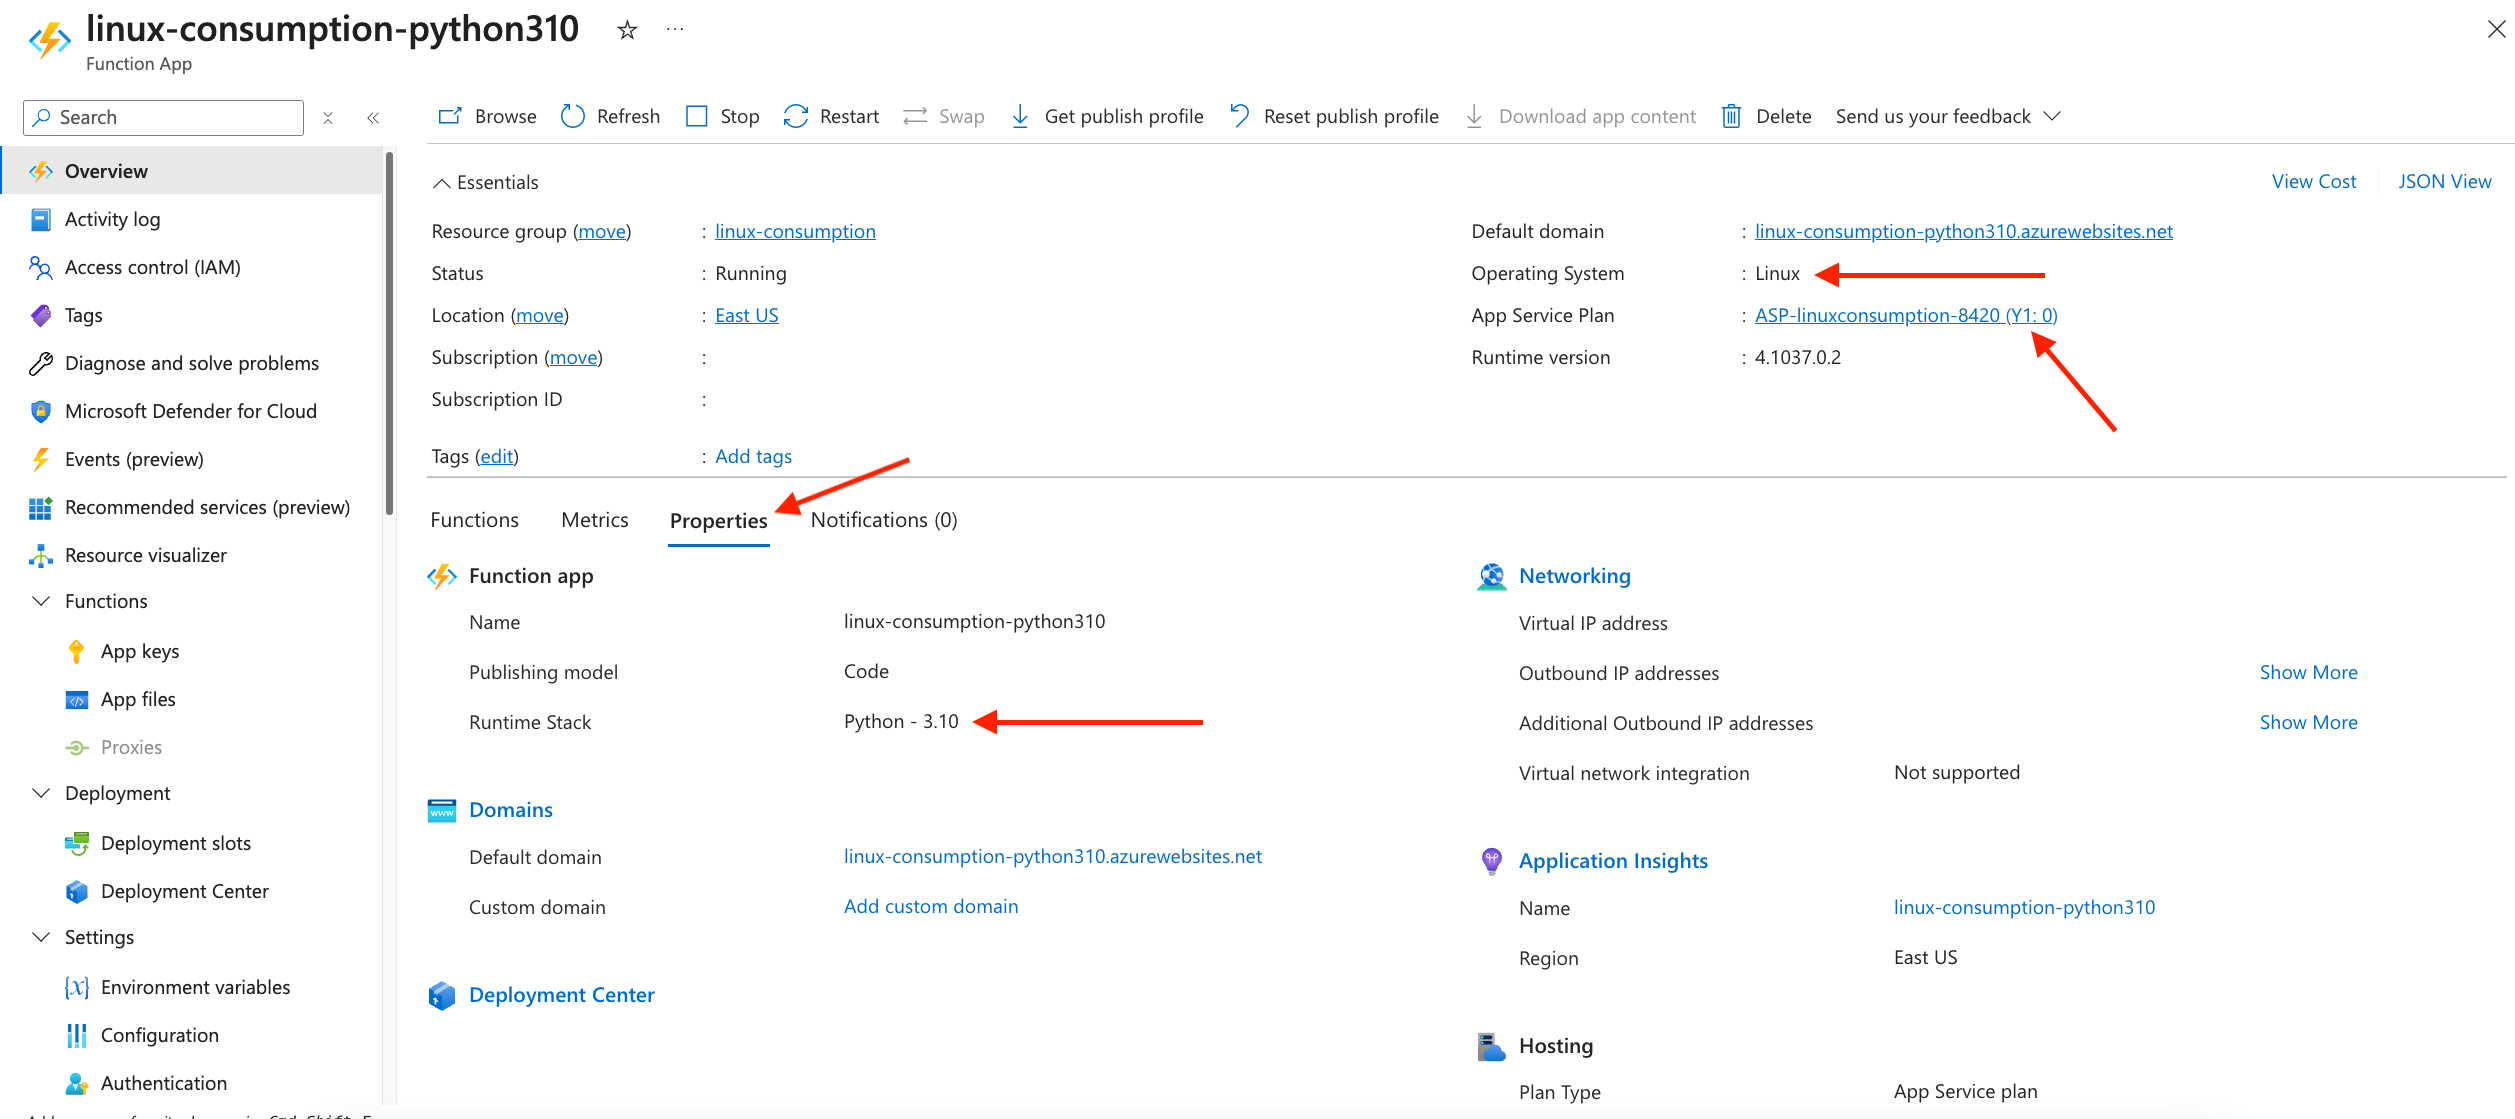 linux-consumption-python310
Function App
Search
Browse Refresh Stop Restart Swap Get publish profile Reset publish profile Download app content Delete Send us your feedback
Overview
Activity log
Access control (IAM)
Tags
Diagnose and solve problems
Microsoft Defender for Cloud
Events (preview)
Recommended services (preview)
Resource visualizer
Functions
App keys
App files
Proxies
Deployment
Deployment slots
Deployment Center
Settings
Environment variables
Configuration
Authentication
Essentials
View Cost JSON View
Resource group (move) : linux-consumption
Status : Running
Location (move) : East US
Subscription (move) :
Subscription ID :
Tags (edit) : Add tags
Default domain : linux-consumption-python310.azurewebsites.net
Operating System : Linux
App Service Plan : ASP-linuxconsumption-8420 (Y1: 0)
Runtime version : 4.1037.0.2
Functions Metrics Properties Notifications (0)
Function app
Name linux-consumption-python310
Publishing model Code
Runtime Stack Python - 3.10
Domains
Default domain linux-consumption-python310.azurewebsites.net
Custom domain Add custom domain
Deployment Center
Networking
Virtual IP address
Outbound IP addresses Show More
Additional Outbound IP addresses Show More
Virtual network integration Not supported
Application Insights
Name linux-consumption-python310
Region East US
Hosting
Plan Type App Service plan